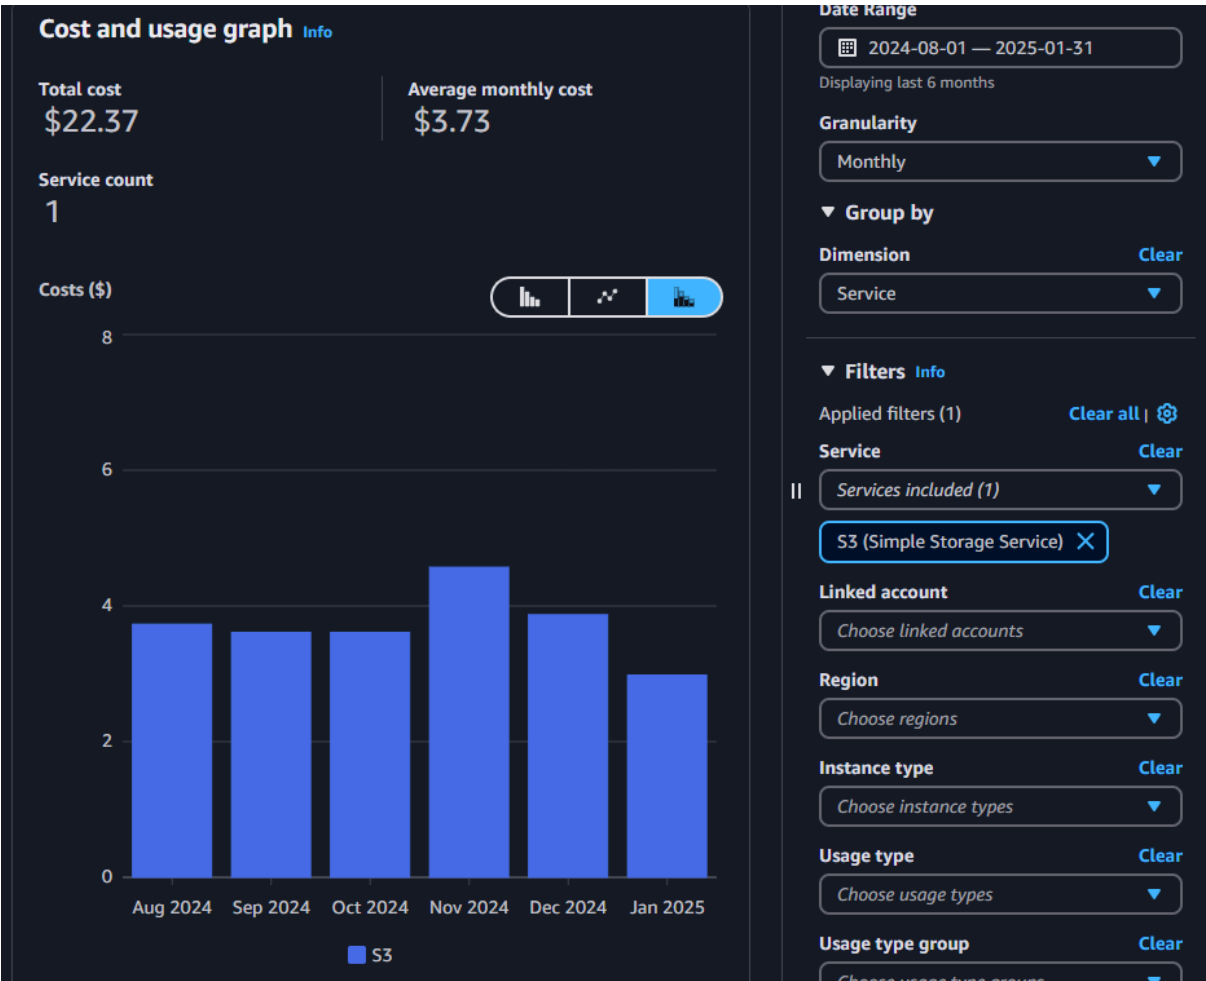 Cost and usage graph Info
Total cost
$22.37
Average monthly cost
$3.73
Service count
1
Costs ($)
8
6
4
2
0
Aug 2024 Sep 2024 Oct 2024 Nov 2024 Dec 2024 Jan 2025
S3
Date Range
2024-08-01 — 2025-01-31
Displaying last 6 months
Granularity
Monthly
Group by
Dimension Clear
Service
Filters Info
Applied filters (1) Clear all |
Service Clear
Services included (1)
S3 (Simple Storage Service)
Linked account Clear
Choose linked accounts
Region Clear
Choose regions
Instance type Clear
Choose instance types
Usage type Clear
Choose usage types
Usage type group Clear
Choose usage type groups